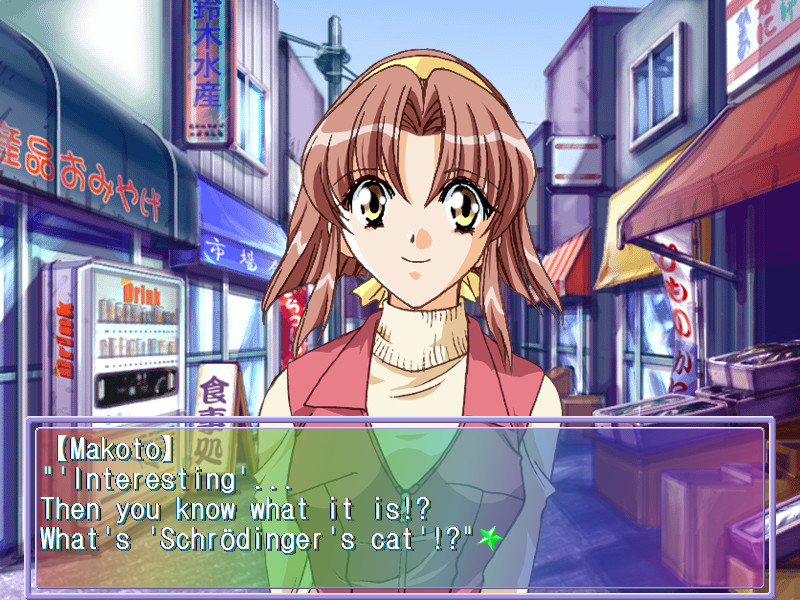 鈴木水産
産品おみやげ
市場
Drink
Drink
食事処
【Makoto】
"'Interesting'...
Then you know what it is!?
What's 'Schrödinger's cat'!?"